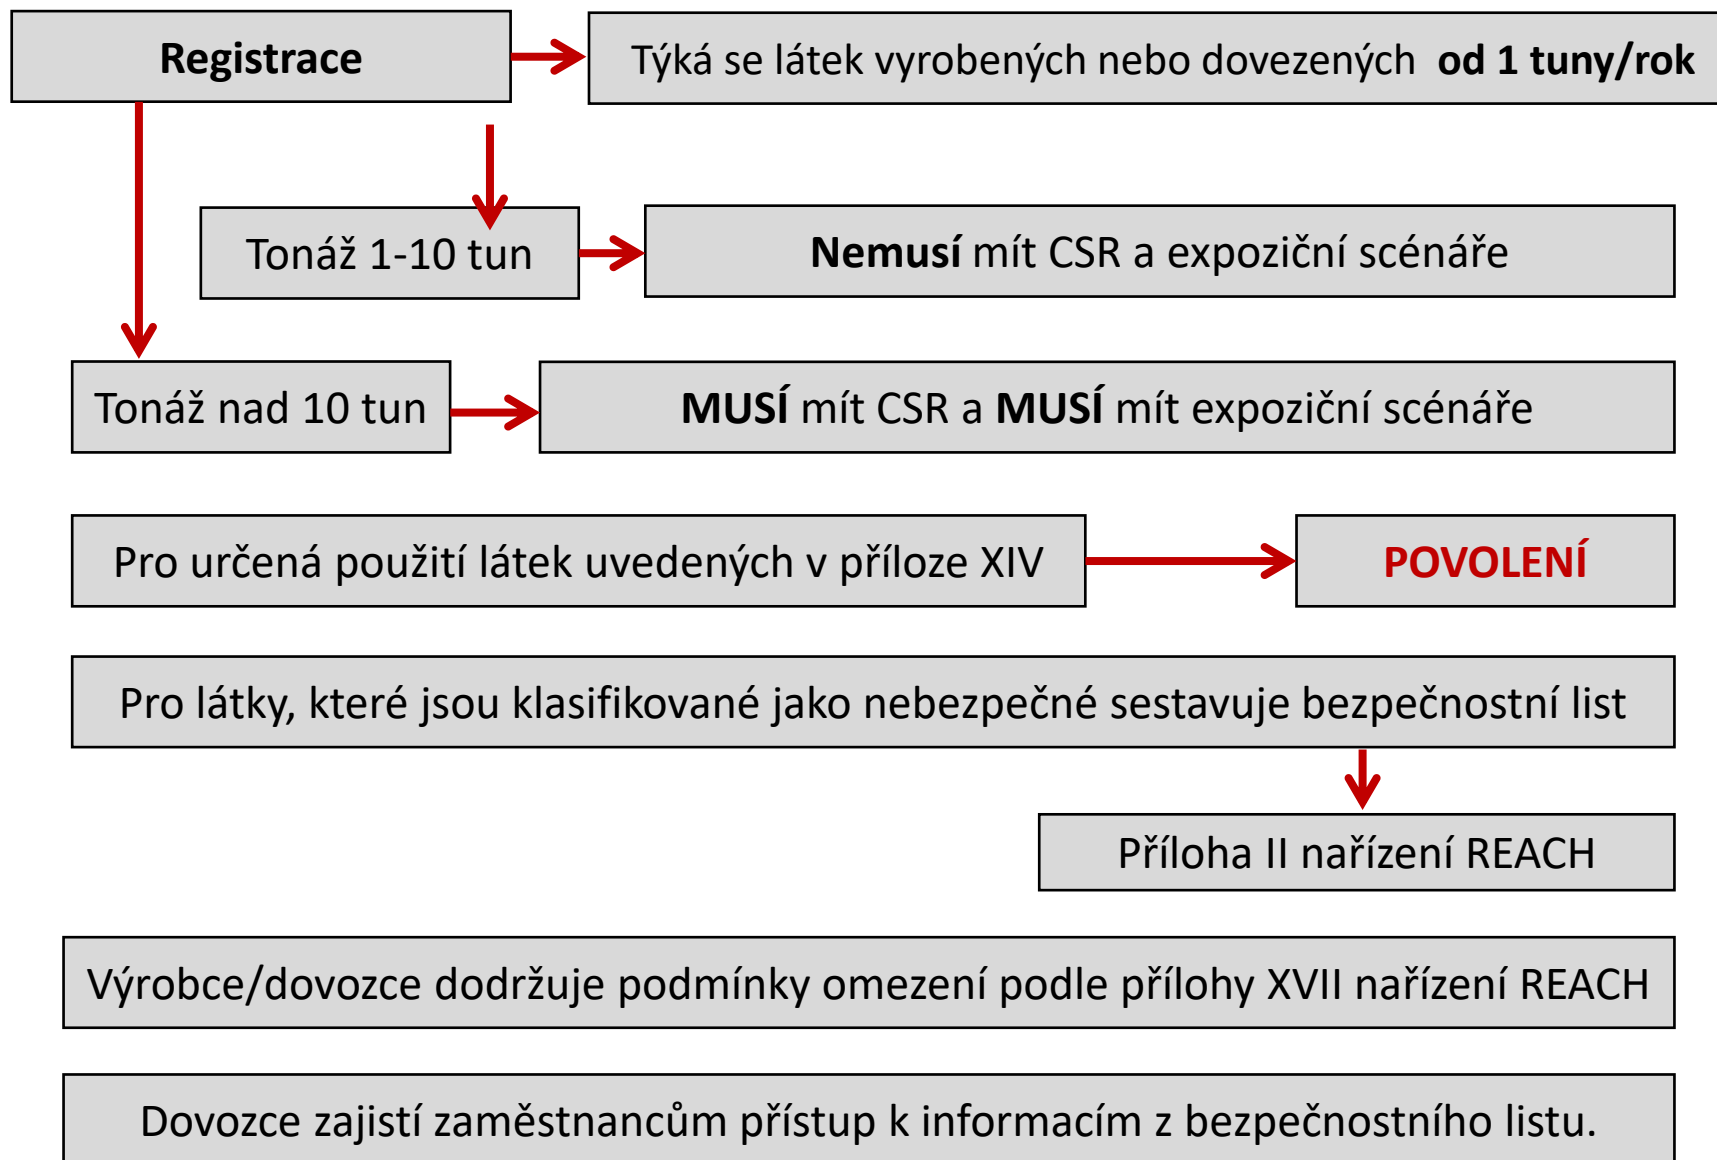 Registrace
Týká se látek vyrobených nebo dovezených od 1 tuny/rok
Tonáž 1-10 tun
Nemusí mít CSR a expoziční scénáře
Tonáž nad 10 tun
MUSÍ mít CSR a MUSÍ mít expoziční scénáře
Pro určená použití látek uvedených v příloze XIV
POVOLENÍ
Pro látky, které jsou klasifikované jako nebezpečné sestavuje bezpečnostní list
Příloha II nařízení REACH
Výrobce/dovozce dodržuje podmínky omezení podle přílohy XVII nařízení REACH
Dovozce zajistí zaměstnancům přístup k informacím z bezpečnostního listu.